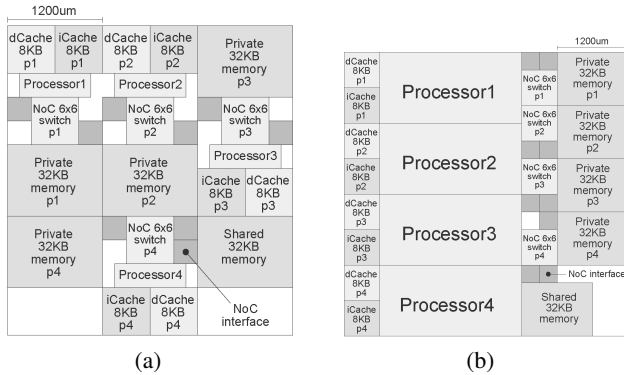 1200um
dCache
8KB
p1
iCache
8KB
p1
dCache
8KB
p2
iCache
8KB
p2
Private
32KB
memory
p3
Processor1
Processor2
NoC 6x6
switch
p1
NoC 6x6
switch
p2
NoC 6x6
switch
p3
Processor3
Private
32KB
memory
p1
Private
32KB
memory
p2
iCache
8KB
p3
dCache
8KB
p3
Private
32KB
memory
p4
NoC 6x6
switch
p4
Shared
32KB
memory
Processor4
iCache
8KB
p4
dCache
8KB
p4
NoC
interface
(a)
1200um
dCache
8KB
p1
iCache
8KB
p1
Processor1
NoC 6x6
switch
p1
Private
32KB
memory
p1
dCache
8KB
p2
iCache
8KB
p2
Processor2
NoC 6x6
switch
p2
Private
32KB
memory
p2
dCache
8KB
p3
iCache
8KB
p3
Processor3
NoC 6x6
switch
p3
Private
32KB
memory
p3
dCache
8KB
p4
iCache
8KB
p4
Processor4
NoC 6x6
switch
p4
Private
32KB
memory
p4
NoC interface
Shared
32KB
memory
(b)